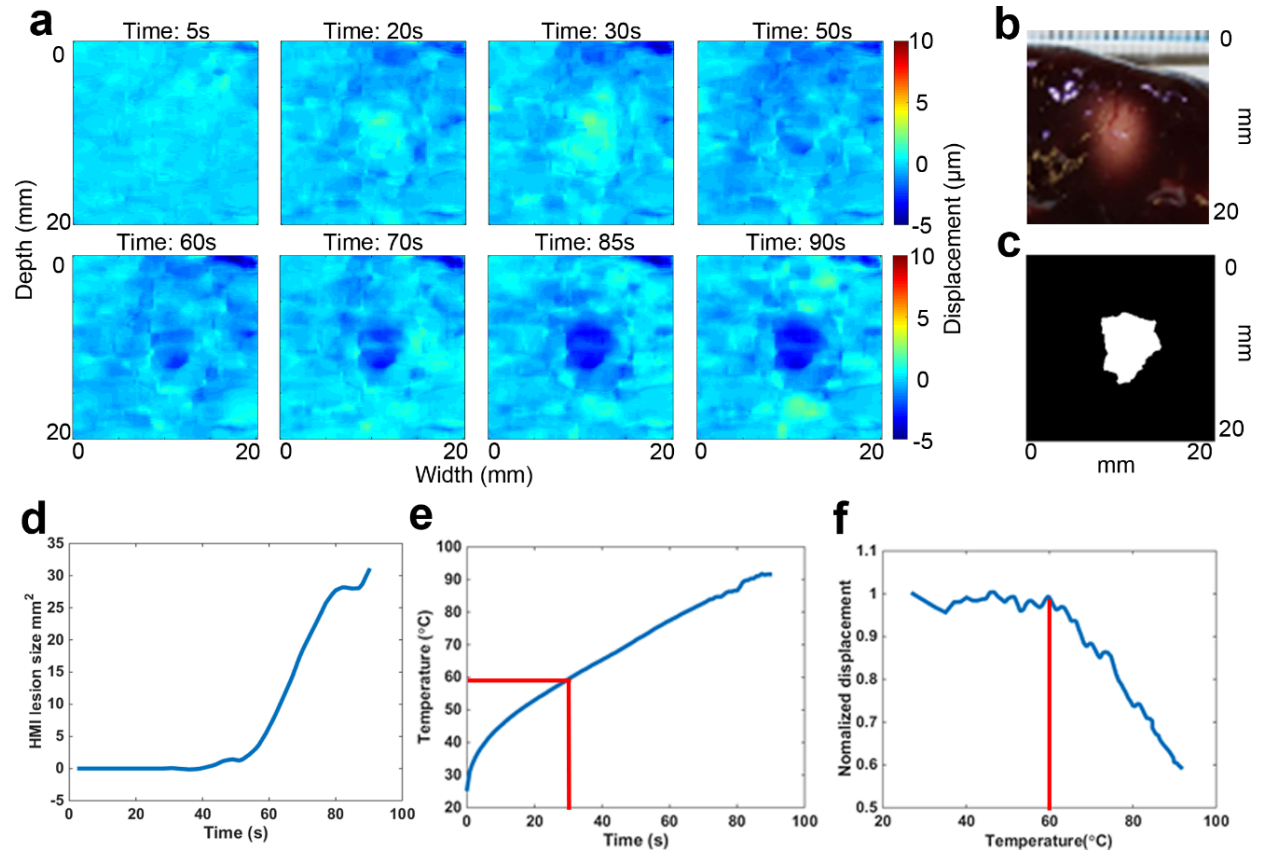 a
Time: 5s
Time: 20s
Time: 30s
Time: 50s
0
20
10
5
0
-5
Time: 60s
Time: 70s
Time: 85s
Time: 90s
0
20
10
5
0
-5
Depth (mm)
Displacement (μm)
0
20
0
20
0
20
0
20
Width (mm)
b
0
mm
20
c
0
mm
20
0
20
mm
d
35
30
25
20
15
10
5
0
-5
HMI lesion size mm²
0
20
40
60
80
100
Time (s)
e
100
90
80
70
60
50
40
30
20
Temperature (°C)
0
20
40
60
80
100
Time (s)
f
1.1
1
0.9
0.8
0.7
0.6
0.5
Nomalized displacement
20
40
60
80
100
Temperature(°C)